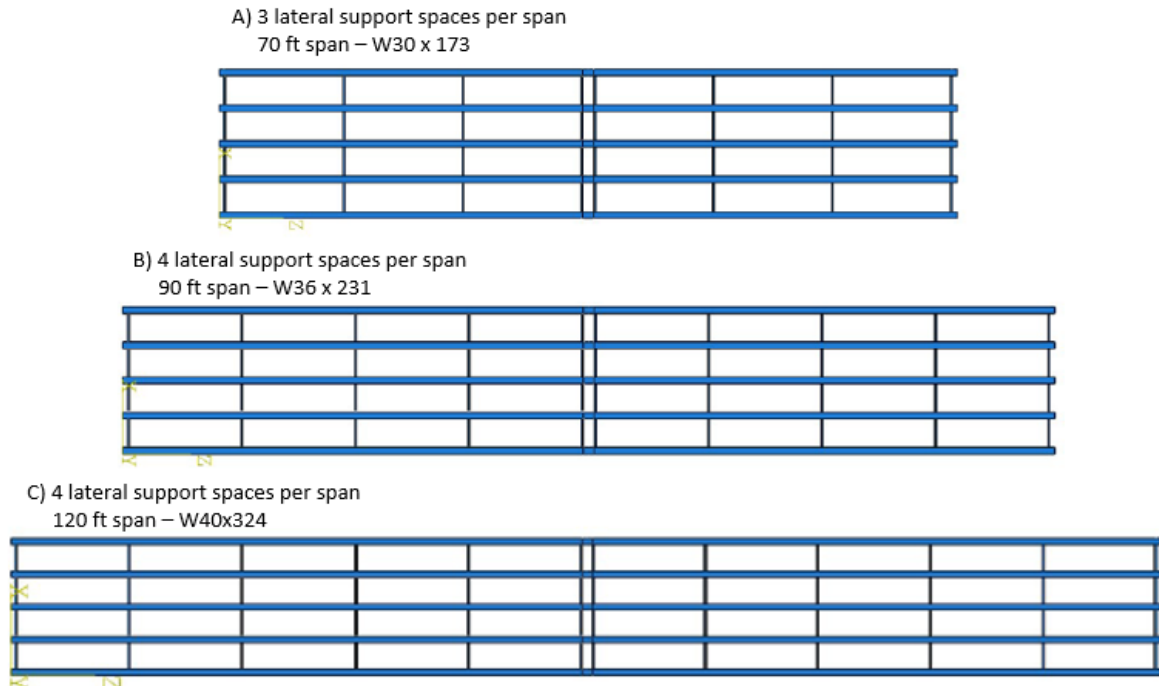 A) 3 lateral support spaces per span
70 ft span – W30 x 173
X
Y
Z
B) 4 lateral support spaces per span
90 ft span – W36 x 231
X
Y
Z
C) 4 lateral support spaces per span
120 ft span – W40x324
X
Y
Z